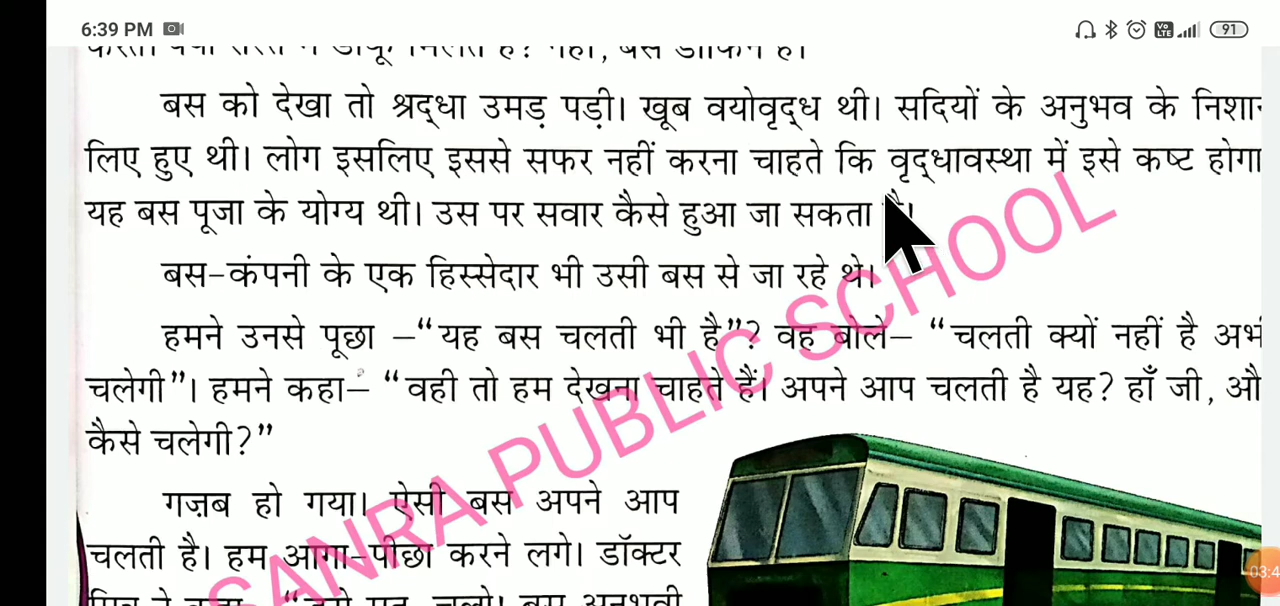 6:39 PM
Vo LTE
91
बस को देखा तो श्रद्धा उमड़ पड़ी। खूब वयोवृद्ध थी। सदियों के अनुभव के
लिए हुए थी। लोग इसलिए इससे सफर नहीं करना चाहते कि वृद्धावस्था में इसे कष्ट होगा
यह बस पूजा के योग्य थी। उस पर सवार कैसे हुआ जा सकता
बस-कंपनी के एक हिस्सेदार भी उसी बस से जा रहे थे।
हमने उनसे पूछा –“यह बस चलती भी है”? वह बोले– “चलती क्यों नहीं है
चलेगी”। हमने कहा– “वही तो हम देखना चाहते हैं। अपने आप चलती है यह? हाँ जी,
कैसे चलेगी?”
गज़ब हो गया। ऐसी बस अपने आप
चलती है। हम आगा-पीछा करने लगे। डॉक्टर
SANRA PUBLIC SCHOOL